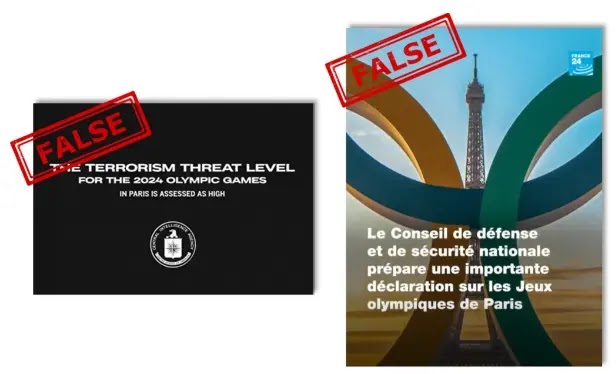 FALSE
THE TERRORISM THREAT LEVEL
FOR THE 2024 OLYMPIC GAMES
IN PARIS IS ASSESSED AS HIGH
CENTRAL INTELLIGENCE AGENCY
FALSE
FRANCE
24
Le Conseil de défense
et de sécurité nationale
prépare une importante
déclaration sur les Jeux
olympiques de Paris